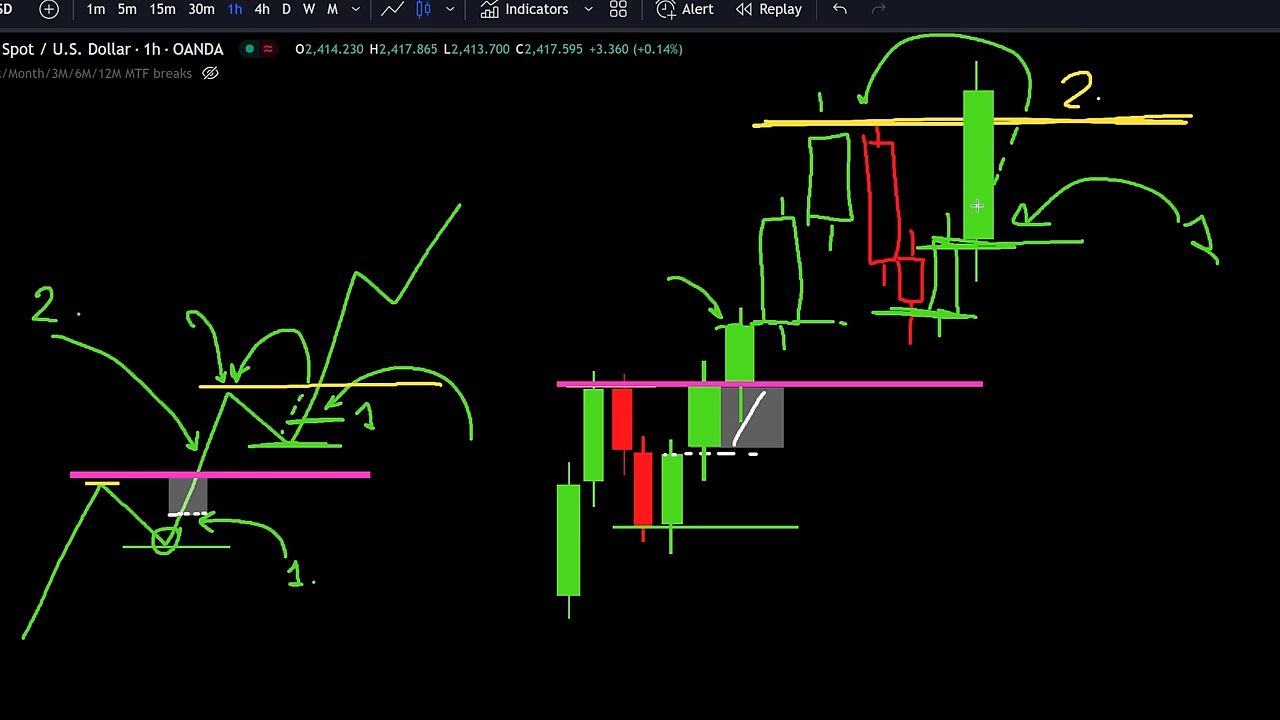 SD 1m 5m 15m 30m 1h 4h D W M Indicators Alert Replay
Spot / U.S. Dollar · 1h · OANDA O2,414.230 H2,417.865 L2,413.700 C2,417.595 +3.360 (+0.14%)
/Month/3M/6M/12M MTF breaks
2.
2.
1
1
1.